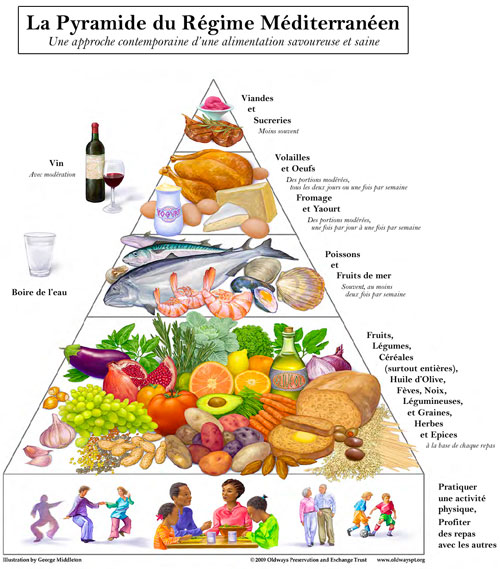 La Pyramide du Régime Méditerranéen
Une approche contemporaine d'une alimentation savoureuse et saine
Viandes
et
Sucreries
Moins souvent
Vin
Avec modération
Volailles
et Oeufs
Des portions modérées,
tous les deux jours ou une fois par semaine
Fromage
et Yaourt
Des portions modérées,
une fois par jour à une fois par semaine
YOGURT
Boire de l'eau
Poissons
et
Fruits de mer
Souvent, au moins
deux fois par semaine
Fruits,
Légumes,
Céréales
(surtout entières),
Huile d'Olive,
Fèves, Noix,
Légumineuses,
et Graines,
Herbes
et Epices
à la base de chaque repas
Pratiquer
une activité
physique,
Profiter
des repas
avec les autres
Illustration by George Middleton
©2009 Oldways Preservation and Exchange Trust
www.oldwayspt.org